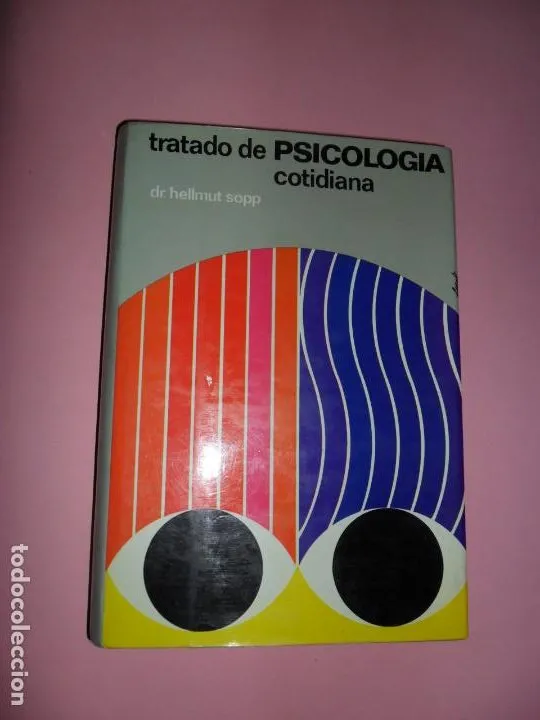 tratado de PSICOLOGIA
cotidiana
dr. hellmut sopp
todocoleccion